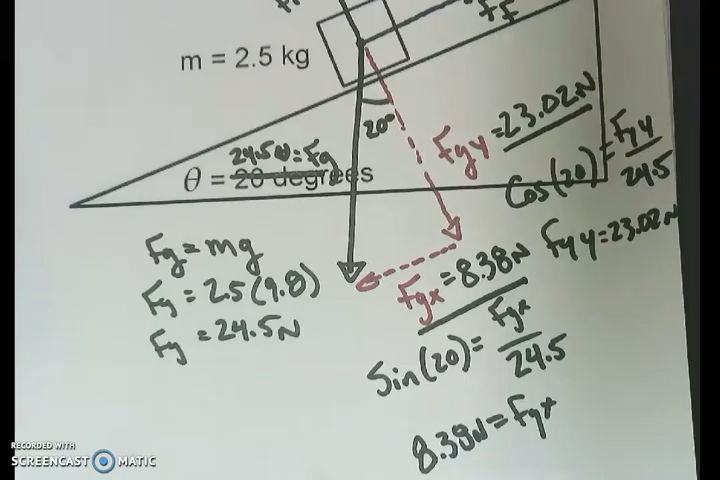 Ff
m = 2.5 kg
20°
24.5N=Fg
θ = 20 degrees
Fgy =23.02N
Cos(20) = Fgy
24.5
Fgy=23.02N
Fg=mg
Fg = 2.5(9.8)
Fg = 24.5N
Fgx =8.38N
Sin(20)= Fgx
24.5
8.38N=Fgx
RECORDED WITH
SCREENCAST MATIC